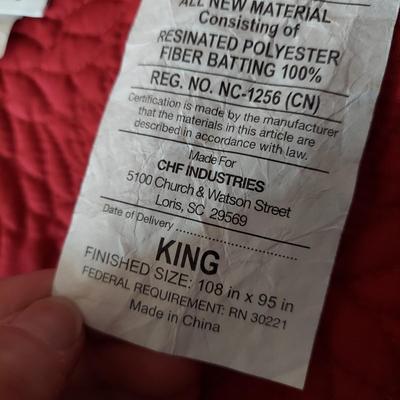 ALL NEW MATERIAL
Consisting of
RESINATED POLYESTER
FIBER BATTING 100%
REG. NO. NC-1256 (CN)
Certification is made by the manufacturer
that the materials in this article are
described in accordance with law.
Made For
CHF INDUSTRIES
5100 Church & Watson Street
Loris, SC 29569
Date of Delivery ..............................
KING
FINISHED SIZE: 108 in x 95 in
FEDERAL REQUIREMENT: RN 30221
Made in China